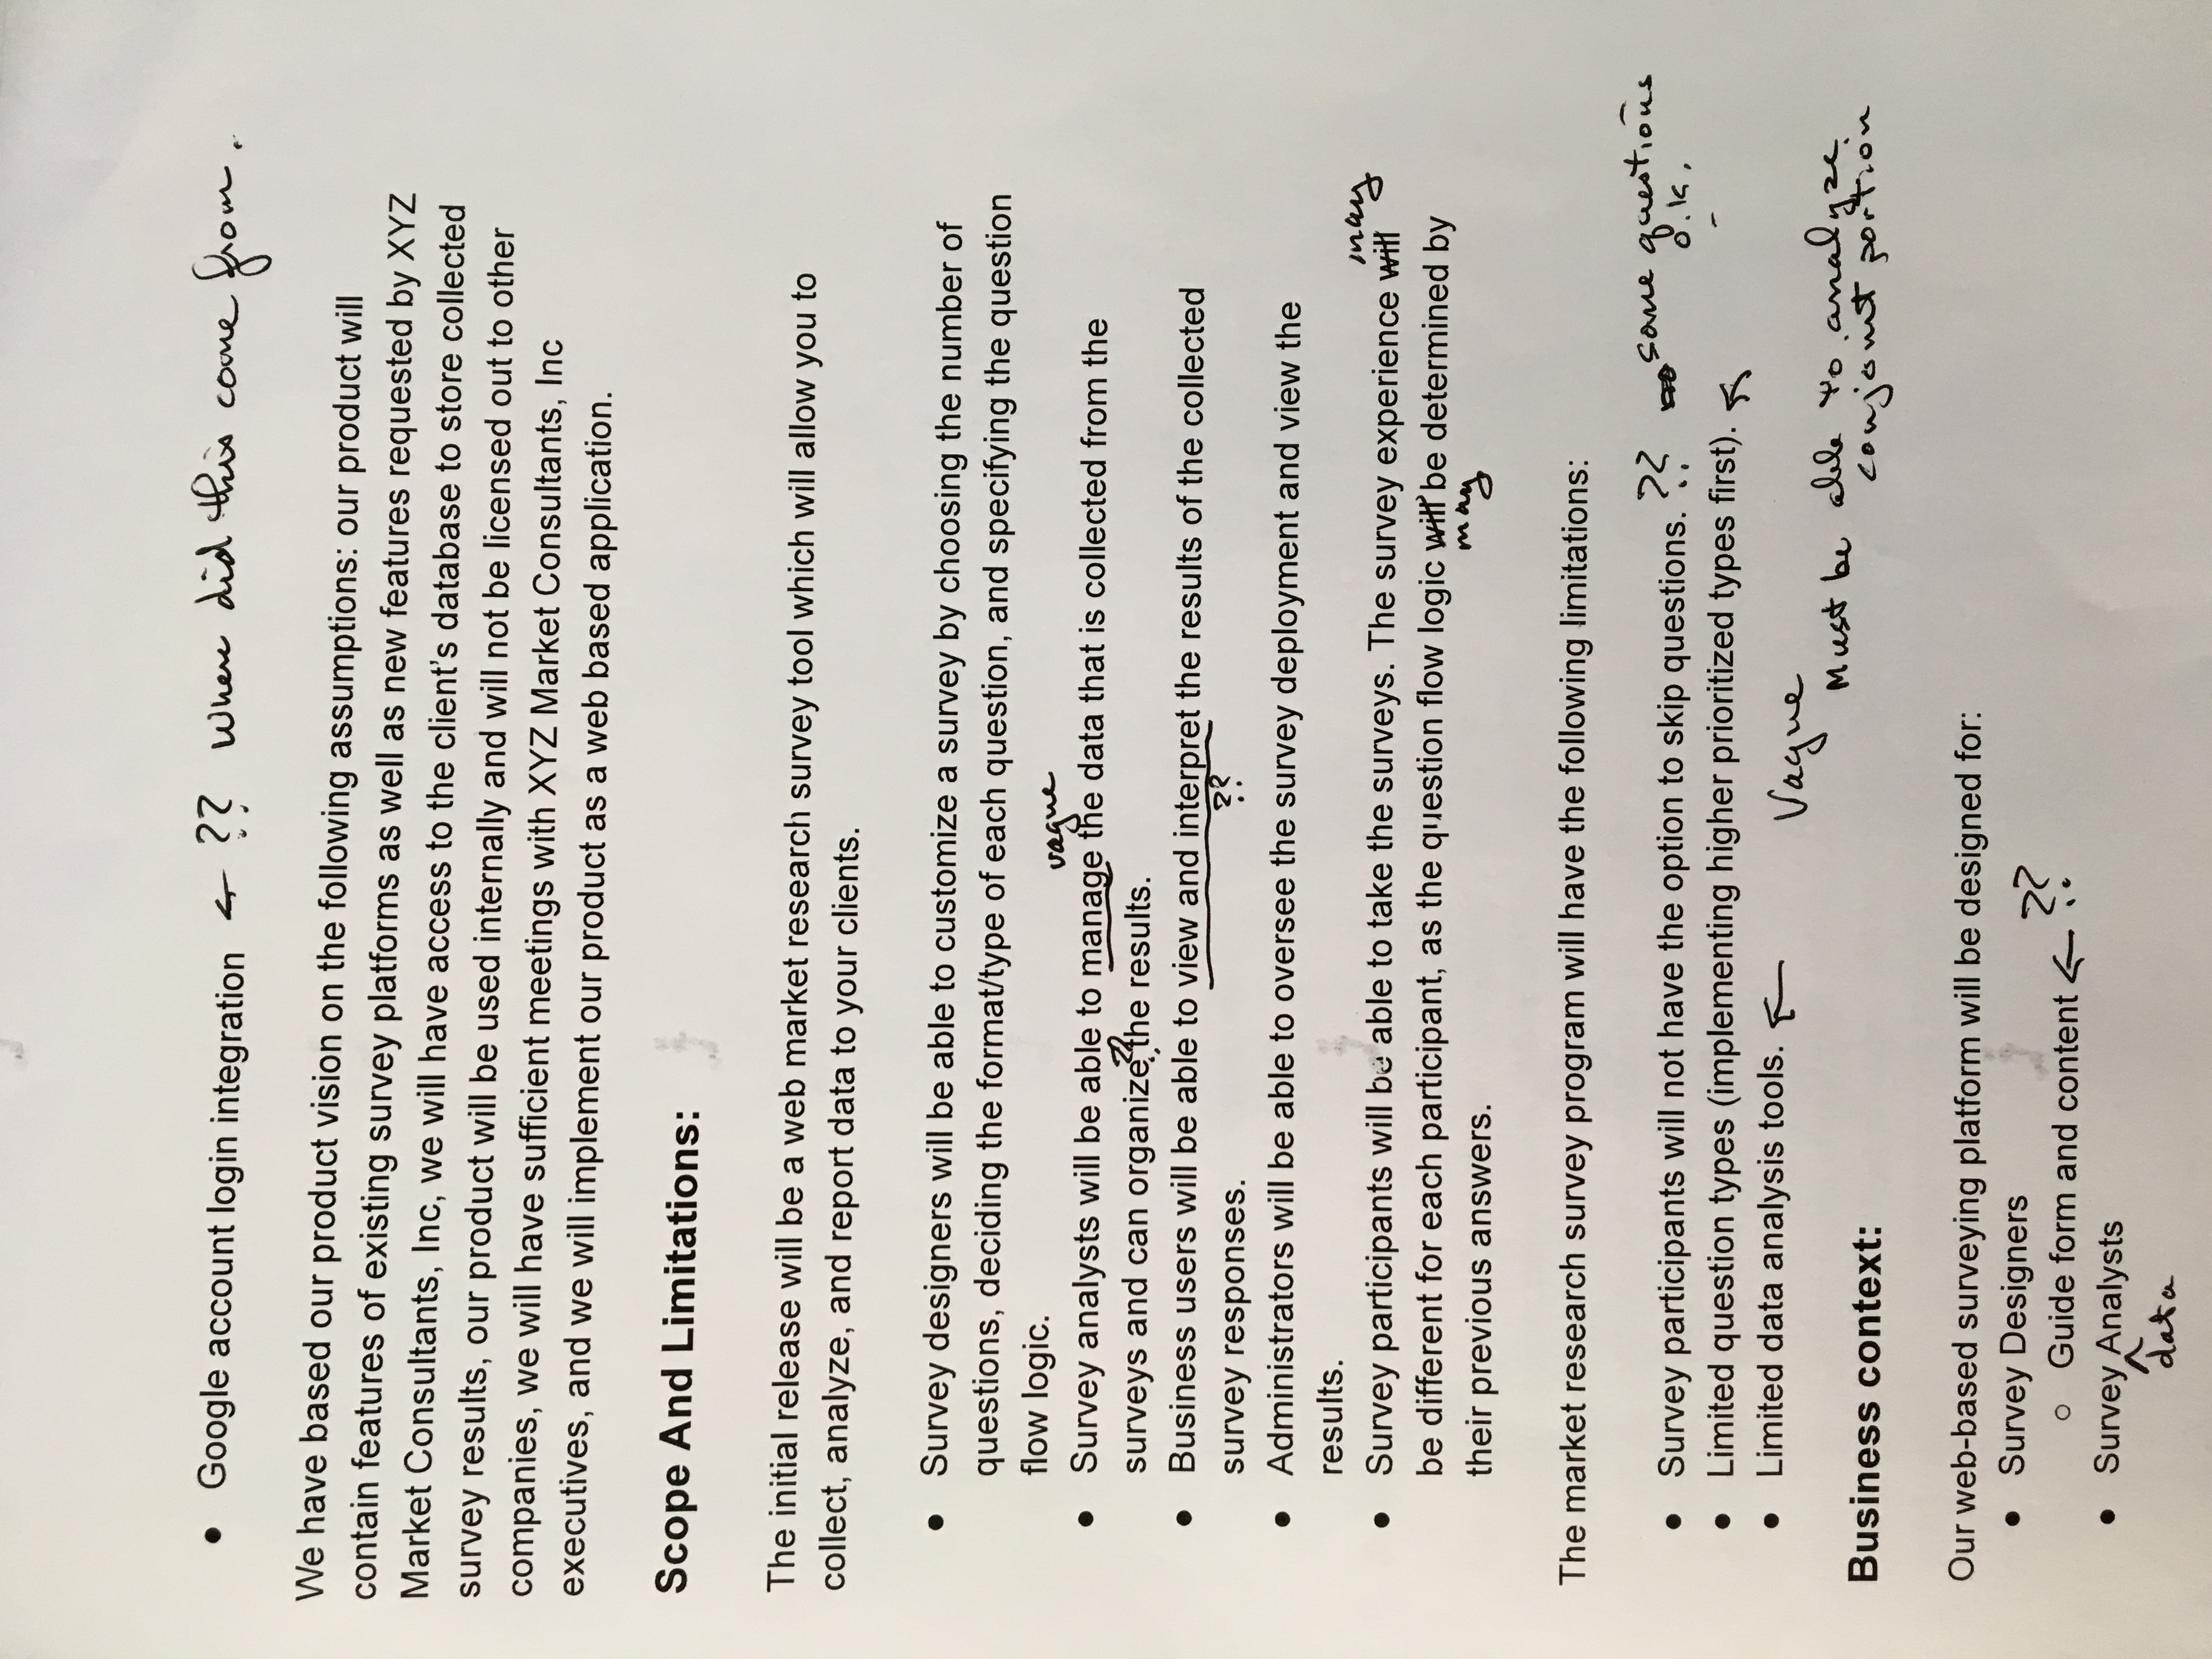 • Google account login integration ← ?? Where did this come from.
We have based our product vision on the following assumptions: our product will
contain features of existing survey platforms as well as new features requested by XYZ
Market Consultants, Inc, we will have access to the client's database to store collected
survey results, our product will be used internally and will not be licensed out to other
companies, we will have sufficient meetings with XYZ Market Consultants, Inc
executives, and we will implement our product as a web based application.
Scope And Limitations:
The initial release will be a web market research survey tool which will allow you to
collect, analyze, and report data to your clients.
• Survey designers will be able to customize a survey by choosing the number of
questions, deciding the format/type of each question, and specifying the question
flow logic.
vague
• Survey analysts will be able to manage the data that is collected from the
??
surveys and can organize the results.
• Business users will be able to view and interpret the results of the collected
??
survey responses.
• Administrators will be able to oversee the survey deployment and view the
results.
may
• Survey participants will be able to take the surveys. The survey experience will
be different for each participant, as the question flow logic will be determined by
may
their previous answers.
The market research survey program will have the following limitations:
• Survey participants will not have the option to skip questions. ?? some questions
o.k.
• Limited question types (implementing higher prioritized types first). ←
• Limited data analysis tools. ←
Vague
Must be able to analyze
conjoint portion
Business context:
Our web-based surveying platform will be designed for:
• Survey Designers
○ Guide form and content ← ??
• Survey Analysts
data